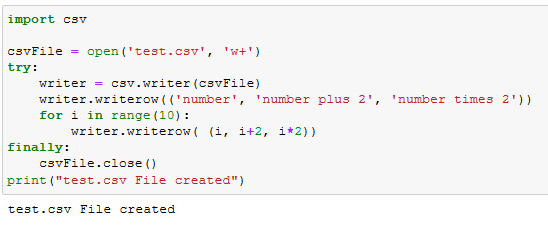 import csv
csvFile = open('test.csv', 'w+')
try:
    writer = csv.writer(csvFile)
    writer.writerow(('number', 'number plus 2', 'number times 2'))
    for i in range(10):
        writer.writerow( (i, i+2, i*2))
finally:
    csvFile.close()
print("test.csv File created")
test.csv File created